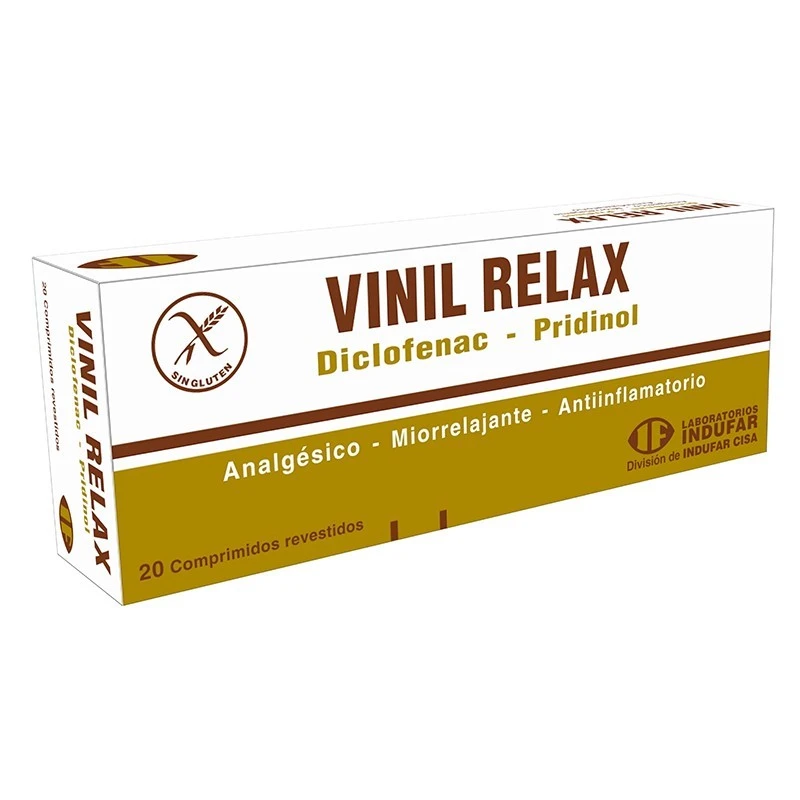 VINIL RELAX
Diclofenac - Pridinol
SIN GLUTEN
Analgésico - Miorrelajante - Antiinflamatorio
LABORATORIOS
INDUFAR
División de INDUFAR CISA
20 Comprimidos revestidos
VINIL RELAX
Diclofenac - Pridinol
20 Comprimidos revestidos
VINIL RELAX